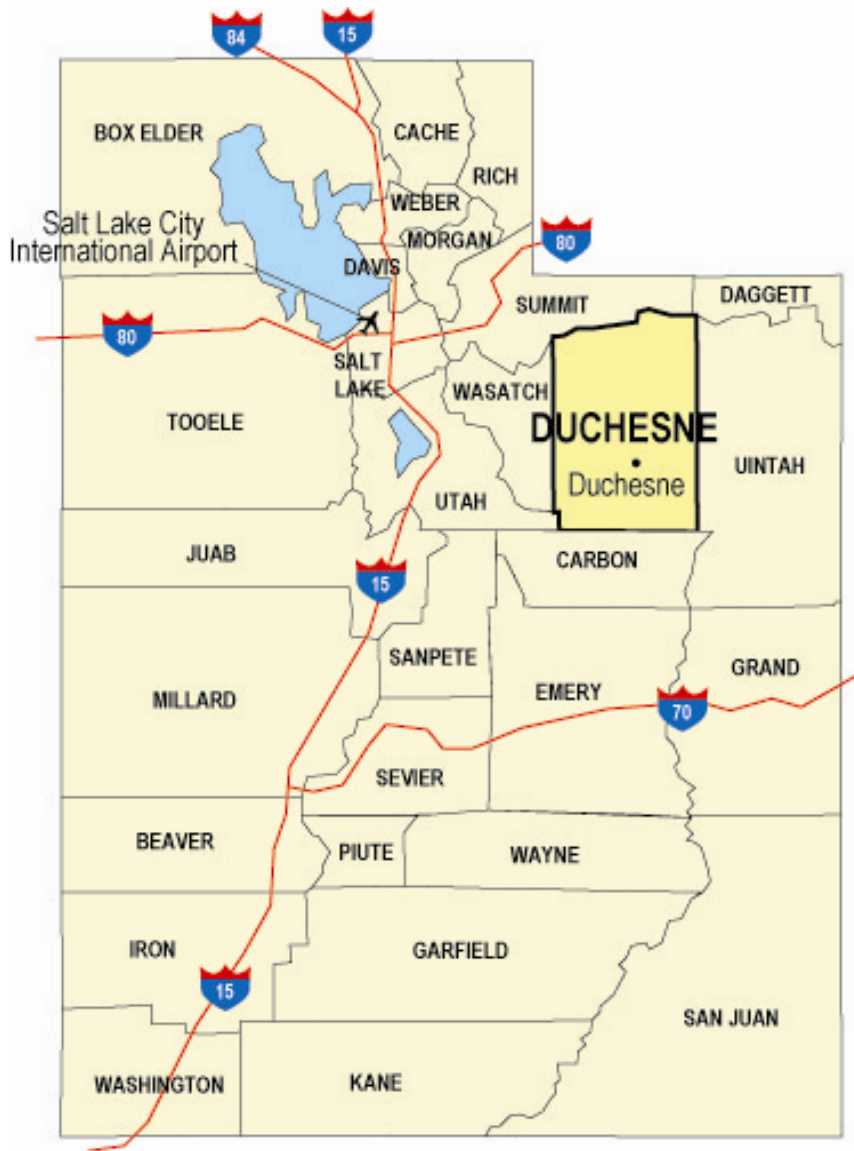 84
15
BOX ELDER
CACHE
RICH
WEBER
Salt Lake City
International Airport
MORGAN
80
DAVIS
SUMMIT
DAGGETT
80
SALT
LAKE
WASATCH
TOOELE
DUCHESNE
Duchesne
UINTAH
UTAH
JUAB
CARBON
15
SANPETE
GRAND
MILLARD
EMERY
70
SEVIER
BEAVER
PIUTE
WAYNE
IRON
GARFIELD
15
SAN JUAN
WASHINGTON
KANE